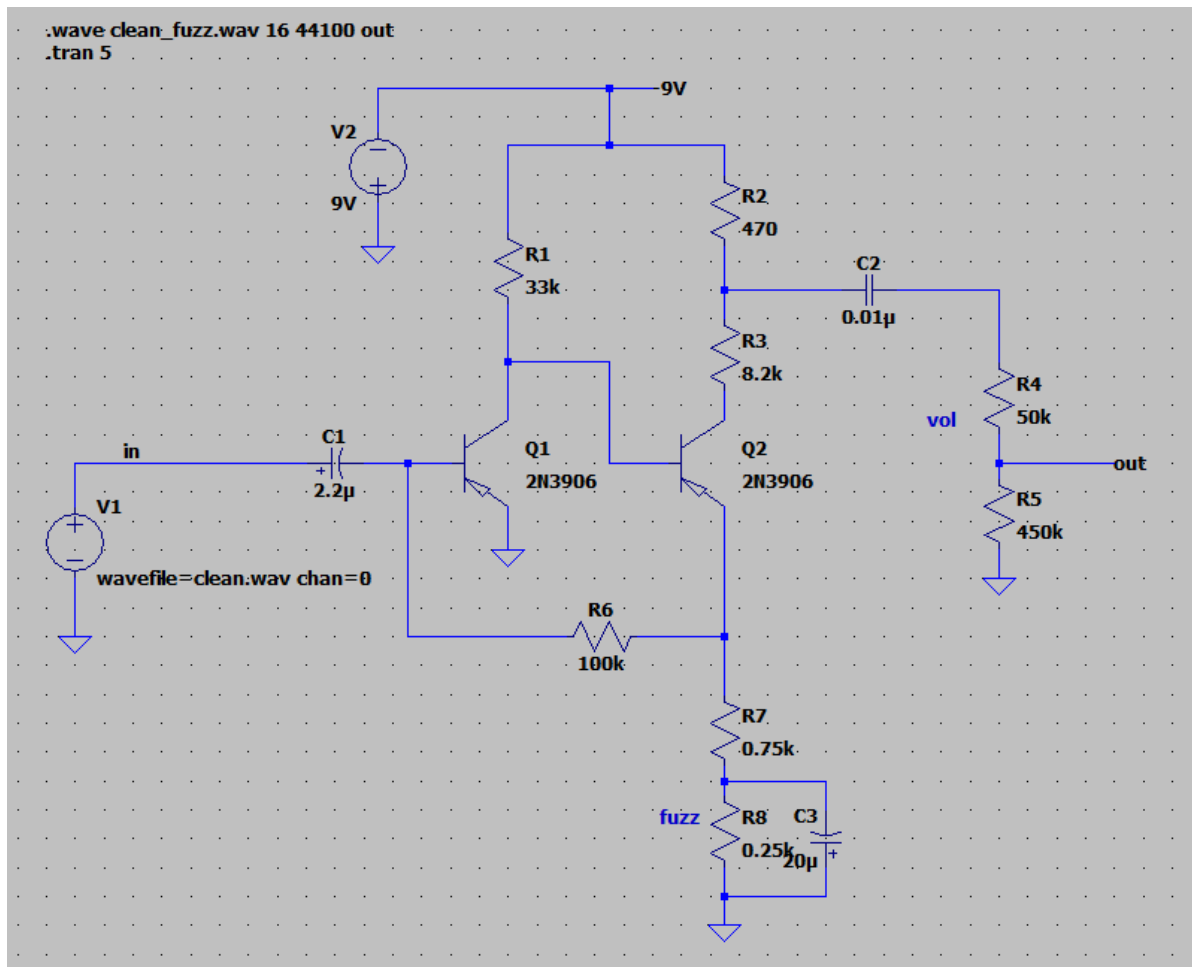 .wave clean_fuzz.wav 16 44100 out
.tran 5
-9V
V2
9V
R2
470
R1
33k
C2
0.01µ
R3
8.2k
R4
50k
vol
in
C1
+
2.2µ
Q1
2N3906
Q2
2N3906
out
V1
R5
450k
wavefile=clean.wav chan=0
R6
100k
R7
0.75k
fuzz
R8
0.25k
C3
20µ
+